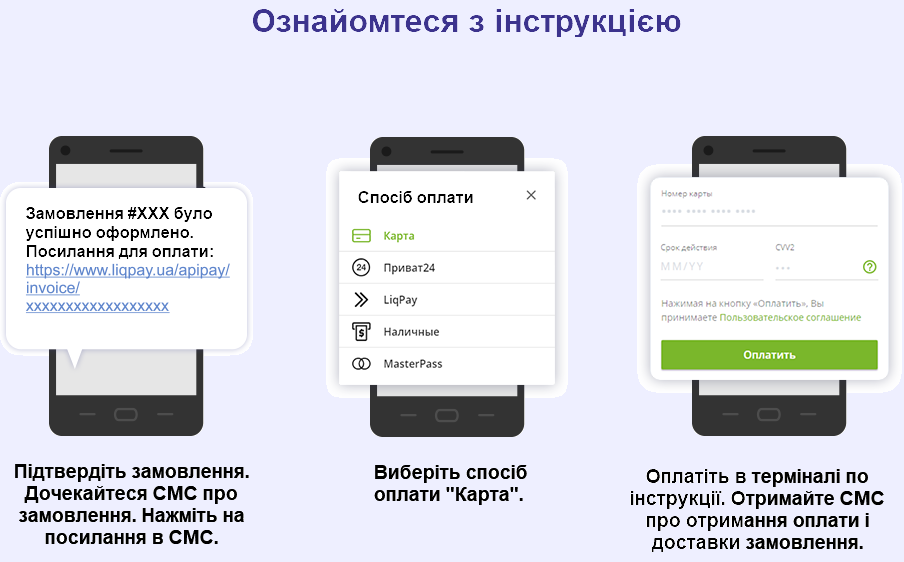 Ознайомтеся з інструкцією
Замовлення #XXX було
успішно оформлено.
Посилання для оплати:
https://www.liqpay.ua/apipay/
invoice/
xxxxxxxxxxxxxxxxxx
Підтвердіть замовлення.
Дочекайтеся СМС про
замовлення. Нажміть на
посилання в СМС.
Спосіб оплати
Карта
24 Приват24
LiqPay
$ Наличные
MasterPass
Виберіть спосіб
оплати "Карта".
Номер карты
Срок действия CVV2
MM/YY ?
Нажимая на кнопку «Оплатить», Вы
принимаете Пользовательское соглашение
Оплатить
Оплатіть в терміналі по
інструкції. Отримайте СМС
про отримання оплати і
доставки замовлення.